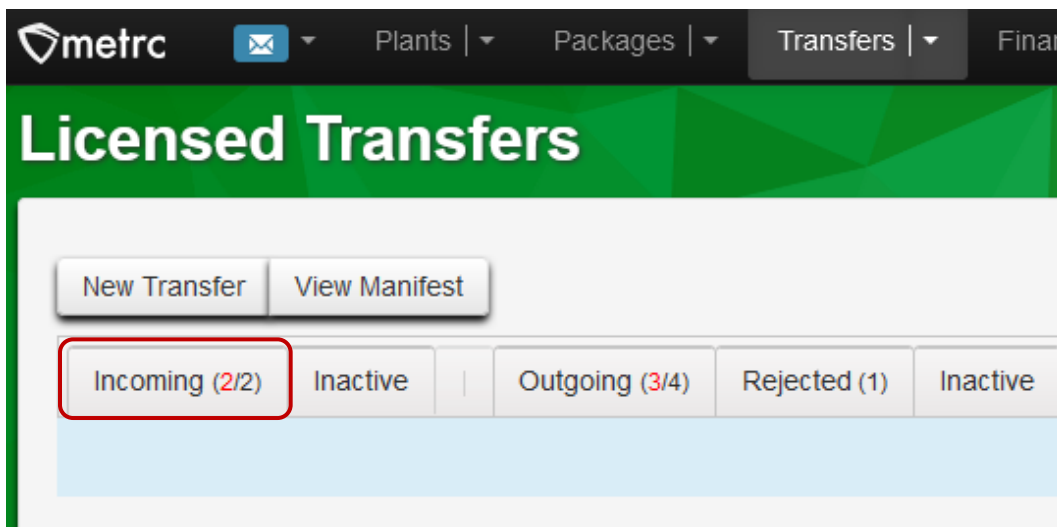 metrc Plants | Packages | Transfers | Finan
Licensed Transfers
New Transfer View Manifest
Incoming (2/2) Inactive | Outgoing (3/4) Rejected (1) Inactive